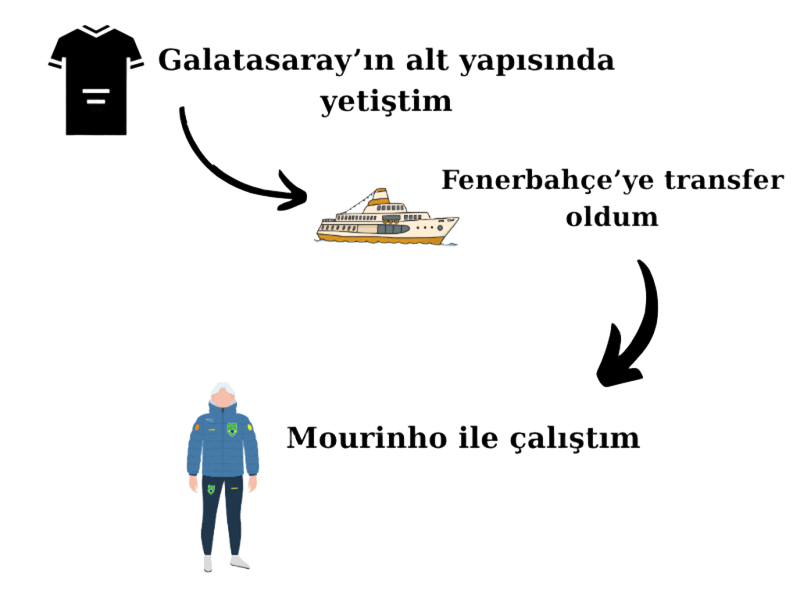 Galatasaray’ın alt yapısında
yetiştim
Fenerbahçe’ye transfer
oldum
Mourinho ile çalıştım